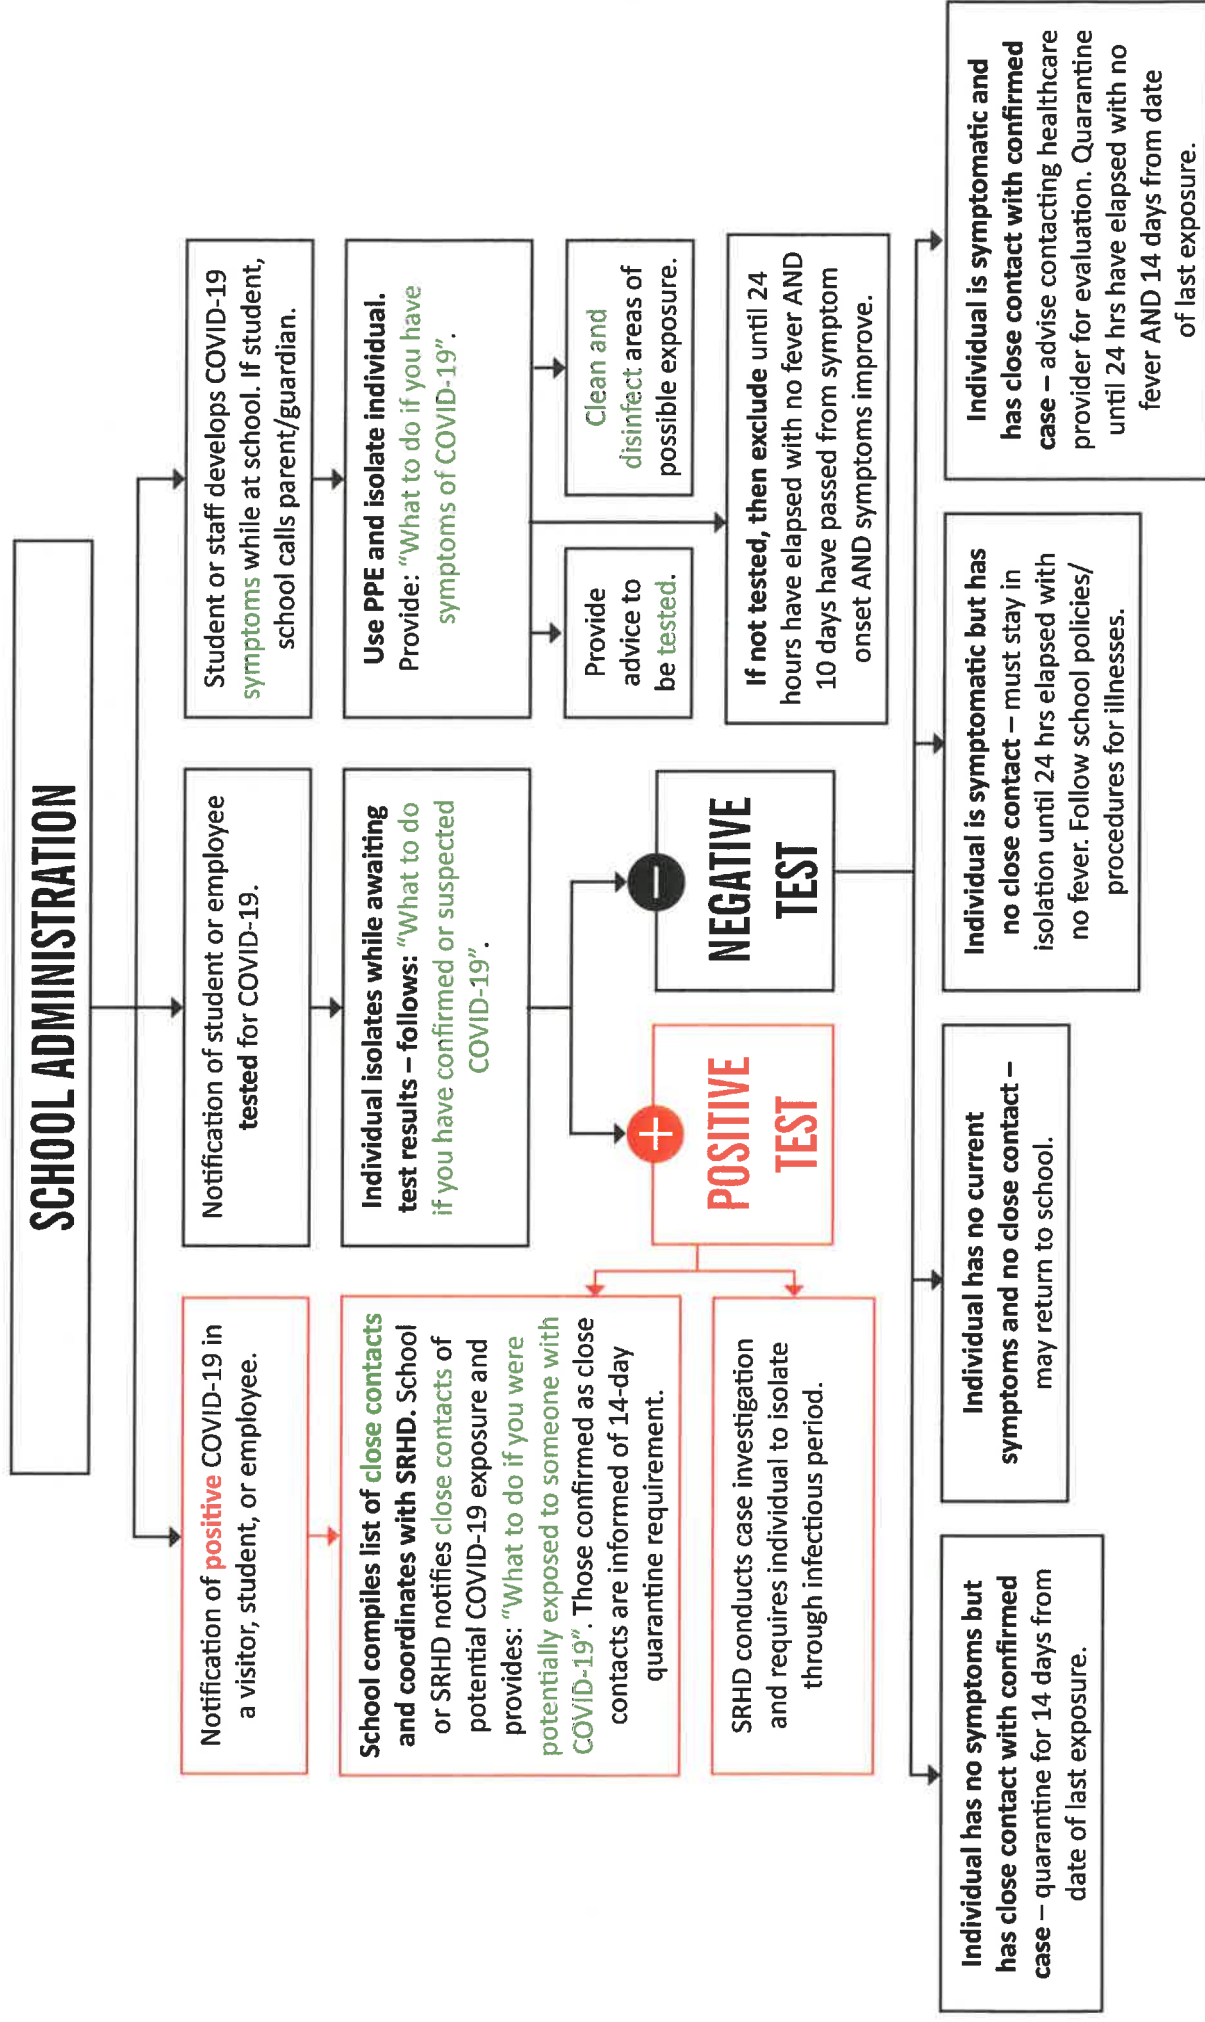 SCHOOL ADMINISTRATION
Notification of positive COVID-19 in
a visitor, student, or employee.
School compiles list of close contacts
and coordinates with SRHD. School
or SRHD notifies close contacts of
potential COVID-19 exposure and
provides: “What to do if you were
potentially exposed to someone with
COVID-19”. Those confirmed as close
contacts are informed of 14-day
quarantine requirement.
SRHD conducts case investigation
and requires individual to isolate
through infectious period.
Notification of student or employee
tested for COVID-19.
Individual isolates while awaiting
test results – follows: “What to do
if you have confirmed or suspected
COVID-19”.
+
POSITIVE
TEST
–
NEGATIVE
TEST
Student or staff develops COVID-19
symptoms while at school. If student,
school calls parent/guardian.
Use PPE and isolate individual.
Provide: “What to do if you have
symptoms of COVID-19”.
Provide
advice to
be tested.
Clean and
disinfect areas of
possible exposure.
If not tested, then exclude until 24
hours have elapsed with no fever AND
10 days have passed from symptom
onset AND symptoms improve.
Individual has no symptoms but
has close contact with confirmed
case – quarantine for 14 days from
date of last exposure.
Individual has no current
symptoms and no close contact –
may return to school.
Individual is symptomatic but has
no close contact – must stay in
isolation until 24 hrs elapsed with
no fever. Follow school policies/
procedures for illnesses.
Individual is symptomatic and
has close contact with confirmed
case – advise contacting healthcare
provider for evaluation. Quarantine
until 24 hrs have elapsed with no
fever AND 14 days from date
of last exposure.